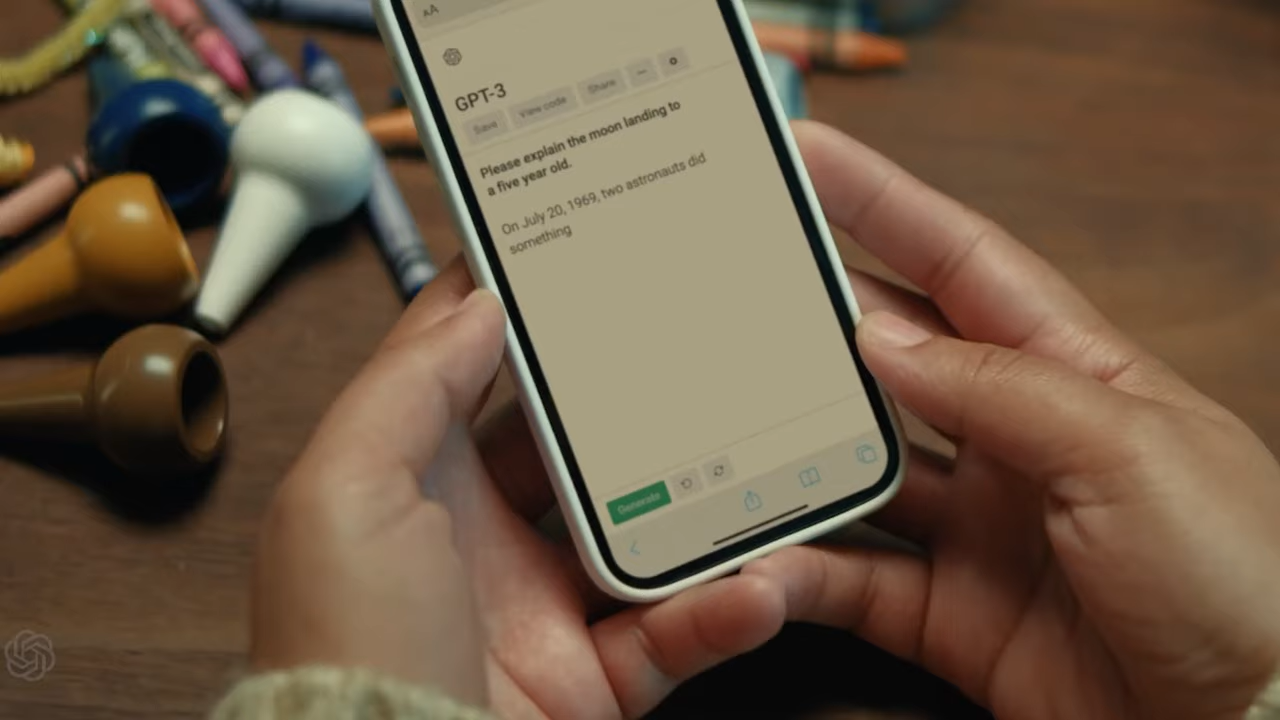 AA
GPT-3
Save View code Share ...
Please explain the moon landing to
a five year old.
On July 20, 1969, two astronauts did
something
Generate